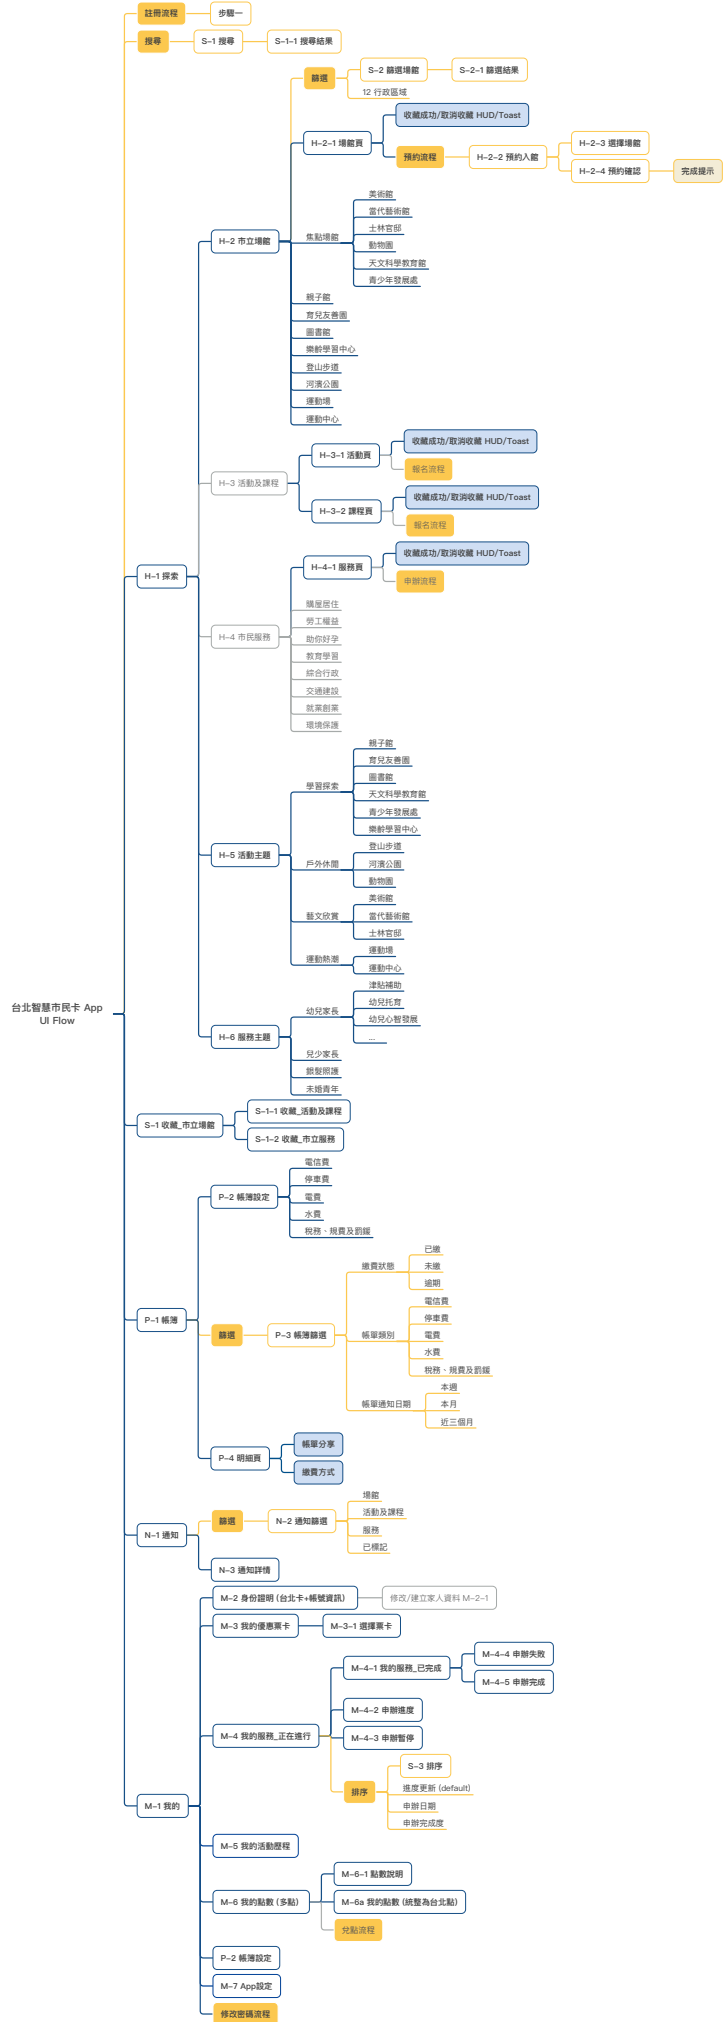 台北智慧市民卡 App
UI Flow
註冊流程
步驟一
搜尋
S-1 搜尋
S-1-1 搜尋結果
H-1 探索
H-2 市立場館
篩選
S-2 篩選場館
S-2-1 篩選結果
12 行政區域
H-2-1 場館頁
收藏成功/取消收藏 HUD/Toast
預約流程
H-2-2 預約入館
H-2-3 選擇場館
H-2-4 預約確認
完成提示
焦點場館
美術館
當代藝術館
士林官邸
動物園
天文科學教育館
青少年發展處
親子館
育兒友善園
圖書館
樂齡學習中心
登山步道
河濱公園
運動場
運動中心
H-3 活動及課程
H-3-1 活動頁
收藏成功/取消收藏 HUD/Toast
報名流程
H-3-2 課程頁
收藏成功/取消收藏 HUD/Toast
報名流程
H-4 市民服務
H-4-1 服務頁
收藏成功/取消收藏 HUD/Toast
申辦流程
購屋居住
勞工權益
助你好孕
教育學習
綜合行政
交通建設
就業創業
環境保護
H-5 活動主題
學習探索
親子館
育兒友善園
圖書館
天文科學教育館
青少年發展處
樂齡學習中心
戶外休閒
登山步道
河濱公園
動物園
藝文欣賞
美術館
當代藝術館
士林官邸
運動熱潮
運動場
運動中心
H-6 服務主題
幼兒家長
津貼補助
幼兒托育
幼兒心智發展
...
兒少家長
銀髮照護
未婚青年
S-1 收藏_市立場館
S-1-1 收藏_活動及課程
S-1-2 收藏_市立服務
P-1 帳簿
P-2 帳簿設定
電信費
停車費
電費
水費
稅務、規費及罰鍰
篩選
P-3 帳簿篩選
繳費狀態
已繳
未繳
逾期
帳單類別
電信費
停車費
電費
水費
稅務、規費及罰鍰
帳單通知日期
本週
本月
近三個月
P-4 明細頁
帳單分享
繳費方式
N-1 通知
篩選
N-2 通知篩選
場館
活動及課程
服務
已標記
N-3 通知詳情
M-1 我的
M-2 身份證明 (台北卡+帳號資訊)
修改/建立家人資料 M-2-1
M-3 我的優惠票卡
M-3-1 選擇票卡
M-4 我的服務_正在進行
M-4-1 我的服務_已完成
M-4-4 申辦失敗
M-4-5 申辦完成
M-4-2 申辦進度
M-4-3 申辦暫停
排序
S-3 排序
進度更新 (default)
申辦日期
申辦完成度
M-5 我的活動歷程
M-6 我的點數 (多點)
M-6-1 點數說明
M-6a 我的點數 (統整為台北點)
兌點流程
P-2 帳簿設定
M-7 App設定
修改密碼流程